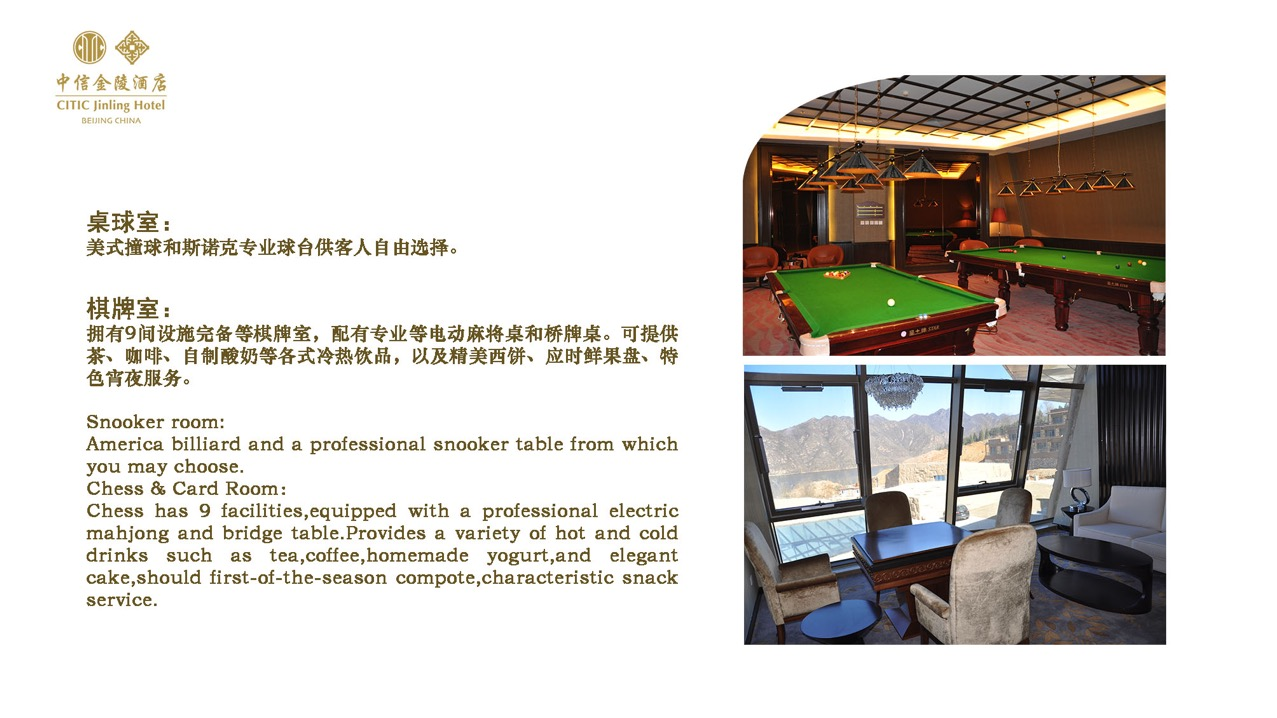 中信金陵酒店
CITIC Jinling Hotel
BEIJING CHINA
桌球室：
美式撞球和斯诺克专业球台供客人自由选择。
棋牌室：
拥有9间设施完备等棋牌室，配有专业等电动麻将桌和桥牌桌。可提供
茶、咖啡、自制酸奶等各式冷热饮品，以及精美西饼、应时鲜果盘、特
色宵夜服务。
Snooker room:
America billiard and a professional snooker table from which
you may choose.
Chess & Card Room：
Chess has 9 facilities,equipped with a professional electric
mahjong and bridge table.Provides a variety of hot and cold
drinks such as tea,coffee,homemade yogurt,and elegant
cake,should first-of-the-season compote,characteristic snack
service.